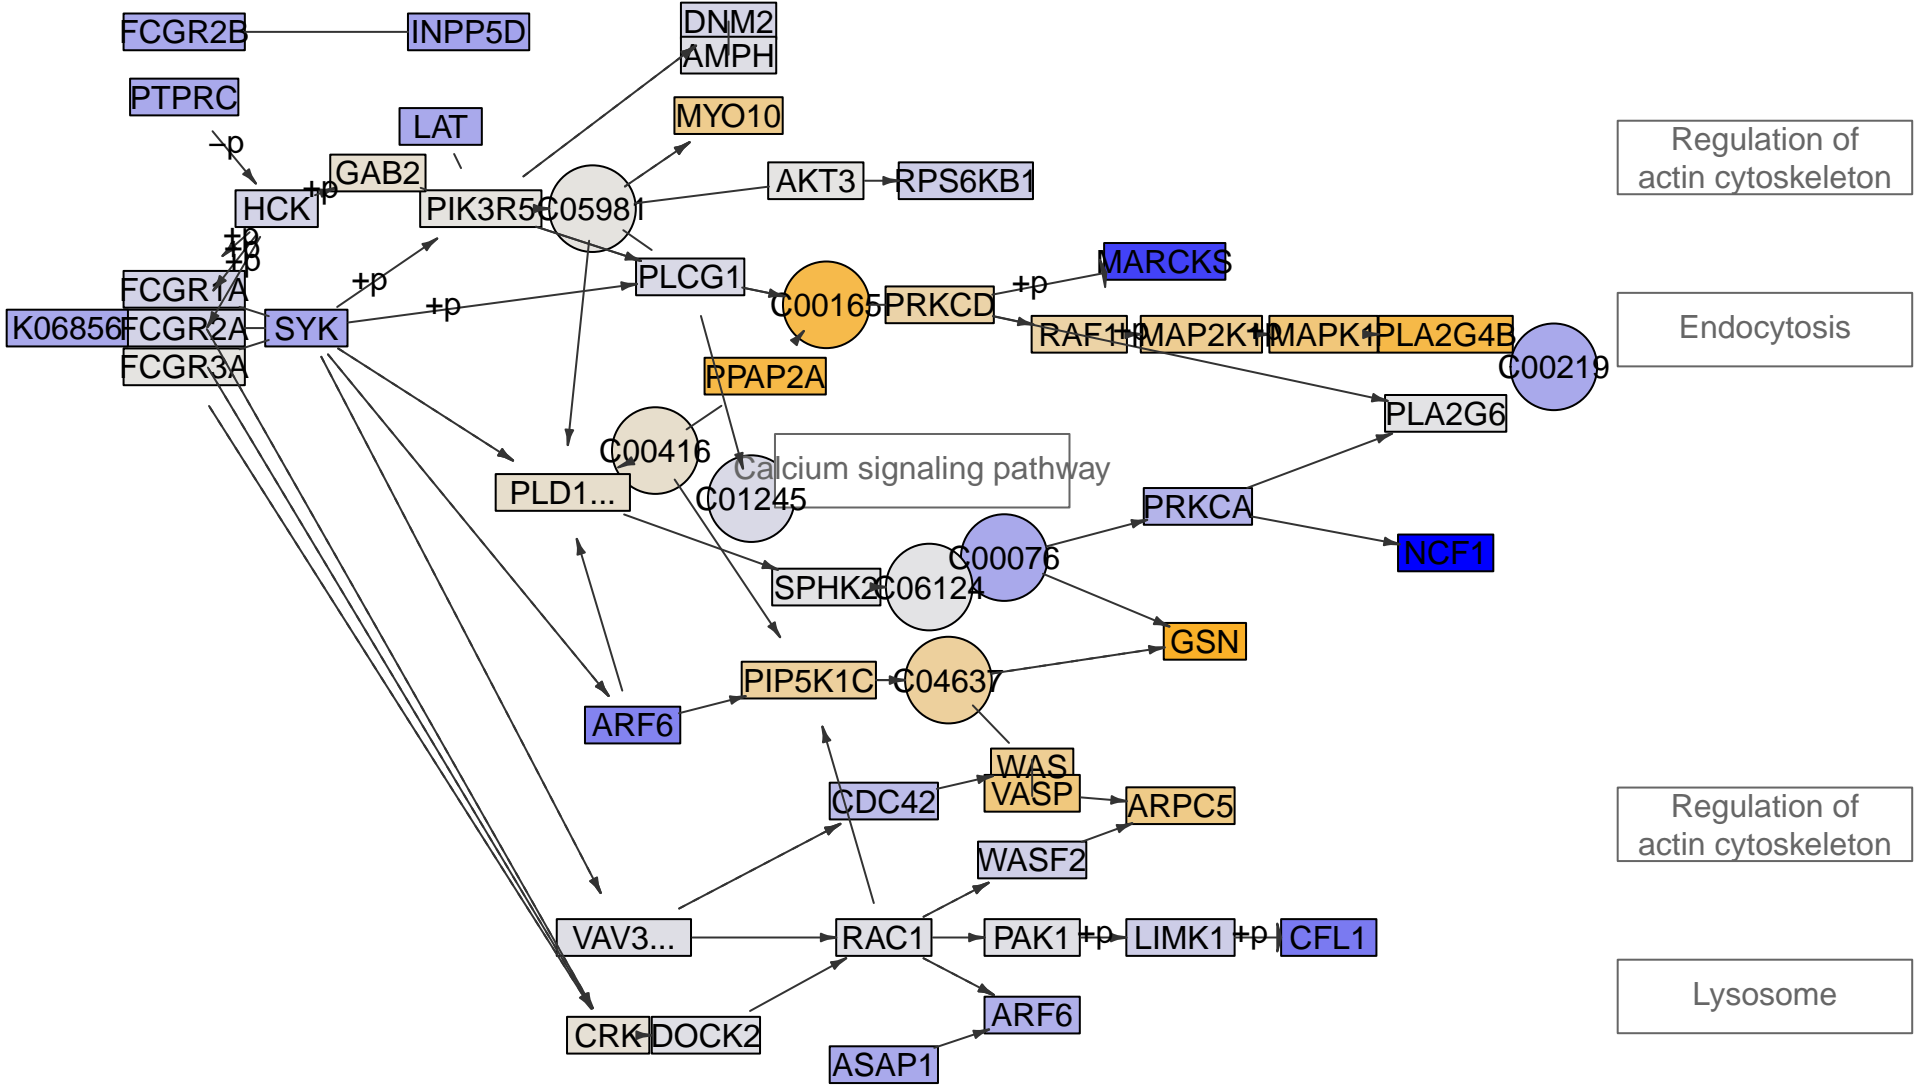 FCGR2B
INPP5D
DNM2
AMPH
PTPRC
LAT
MYO10
Regulation of
actin cytoskeleton
–p
GAB2
+p
HCK
PIK3R5
C05981
AKT3
RPS6KB1
+p
+p
+p
+p
+p
PLCG1
C00165
PRKCD
+p
MARCKS
FCGR1A
K06856
FCGR2A
FCGR3A
SYK
RAF1
+p
MAP2K1
+p
MAPK1
PLA2G4B
C00219
Endocytosis
PPAP2A
PLA2G6
C00416
PLD1...
C01245
Calcium signaling pathway
PRKCA
NCF1
SPHK2
C06124
C00076
GSN
PIP5K1C
C04637
ARF6
WAS
VASP
CDC42
ARPC5
WASF2
Regulation of
actin cytoskeleton
VAV3...
RAC1
PAK1
+p
LIMK1
+p
CFL1
CRK
DOCK2
ARF6
ASAP1
Lysosome